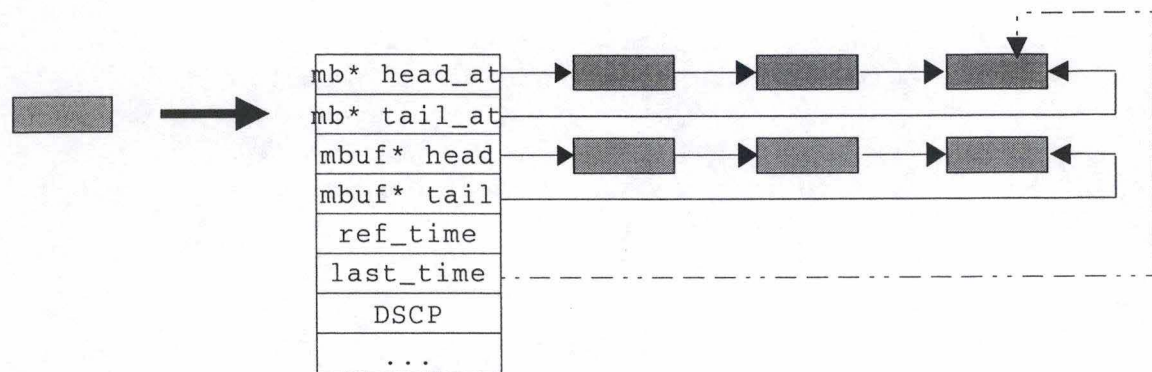 mb* head_at
mb* tail_at
mbuf* head
mbuf* tail
ref_time
last_time
DSCP
...